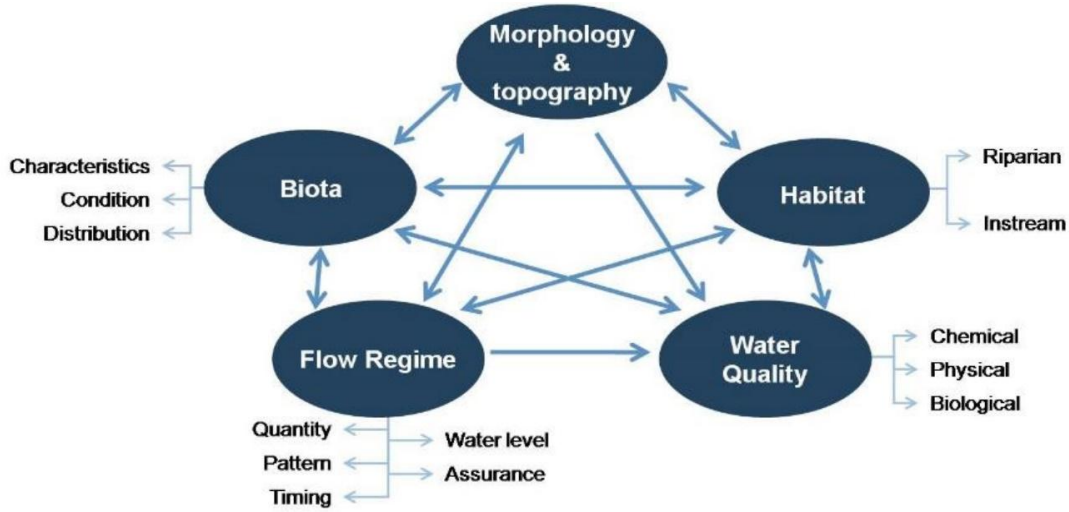 Morphology
&
topography
Biota
Characteristics
Condition
Distribution
Habitat
Riparian
Instream
Flow Regime
Quantity
Pattern
Timing
Water level
Assurance
Water
Quality
Chemical
Physical
Biological